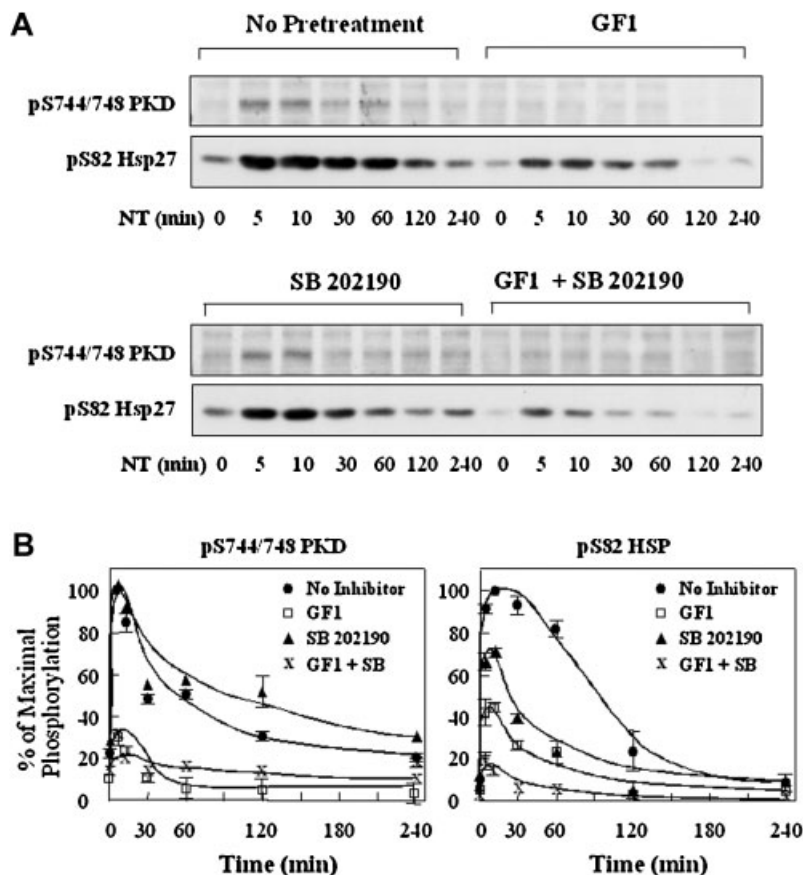 A
No Pretreatment GF1
pS744/748 PKD
pS82 Hsp27
NT (min) 0 5 10 30 60 120 240 0 5 10 30 60 120 240
SB 202190 GF1 + SB 202190
pS744/748 PKD
pS82 Hsp27
NT (min) 0 5 10 30 60 120 240 0 5 10 30 60 120 240
B
pS744/748 PKD
% of Maximal
Phosphorylation
100
80
60
40
20
0
No Inhibitor
GF1
SB 202190
GF1 + SB
0 30 60 120 180 240
Time (min)
pS82 HSP
100
80
60
40
20
0
No Inhibitor
GF1
SB 202190
GF1 + SB
0 30 60 120 180 240
Time (min)